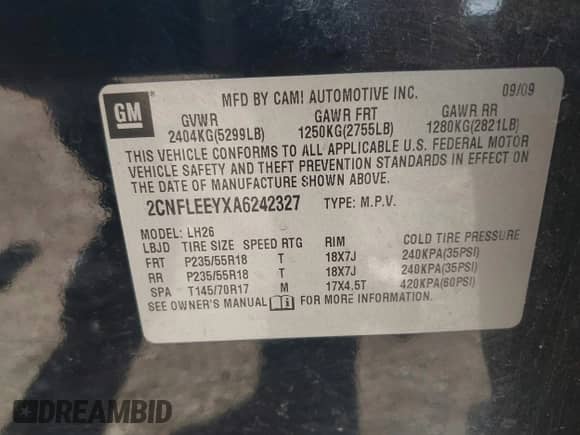 GM
MFD BY CAMI AUTOMOTIVE INC. 09/09
GVWR GAWR FRT GAWR RR
2404KG(5299LB) 1250KG(2755LB) 1280KG(2821LB)
THIS VEHICLE CONFORMS TO ALL APPLICABLE U.S. FEDERAL MOTOR
VEHICLE SAFETY AND THEFT PREVENTION STANDARDS IN EFFECT ON
THE DATE OF MANUFACTURE SHOWN ABOVE.
2CNFLEEYXA6242327 TYPE: M.P.V.
MODEL: LH26
LBJD TIRE SIZE SPEED RTG RIM COLD TIRE PRESSURE
FRT P235/55R18 T 18X7J 240KPA(35PSI)
RR P235/55R18 T 18X7J 240KPA(35PSI)
SPA T145/70R17 M 17X4.5T 420KPA(60PSI)
SEE OWNER'S MANUAL FOR MORE INFORMATION.
DREAMBID